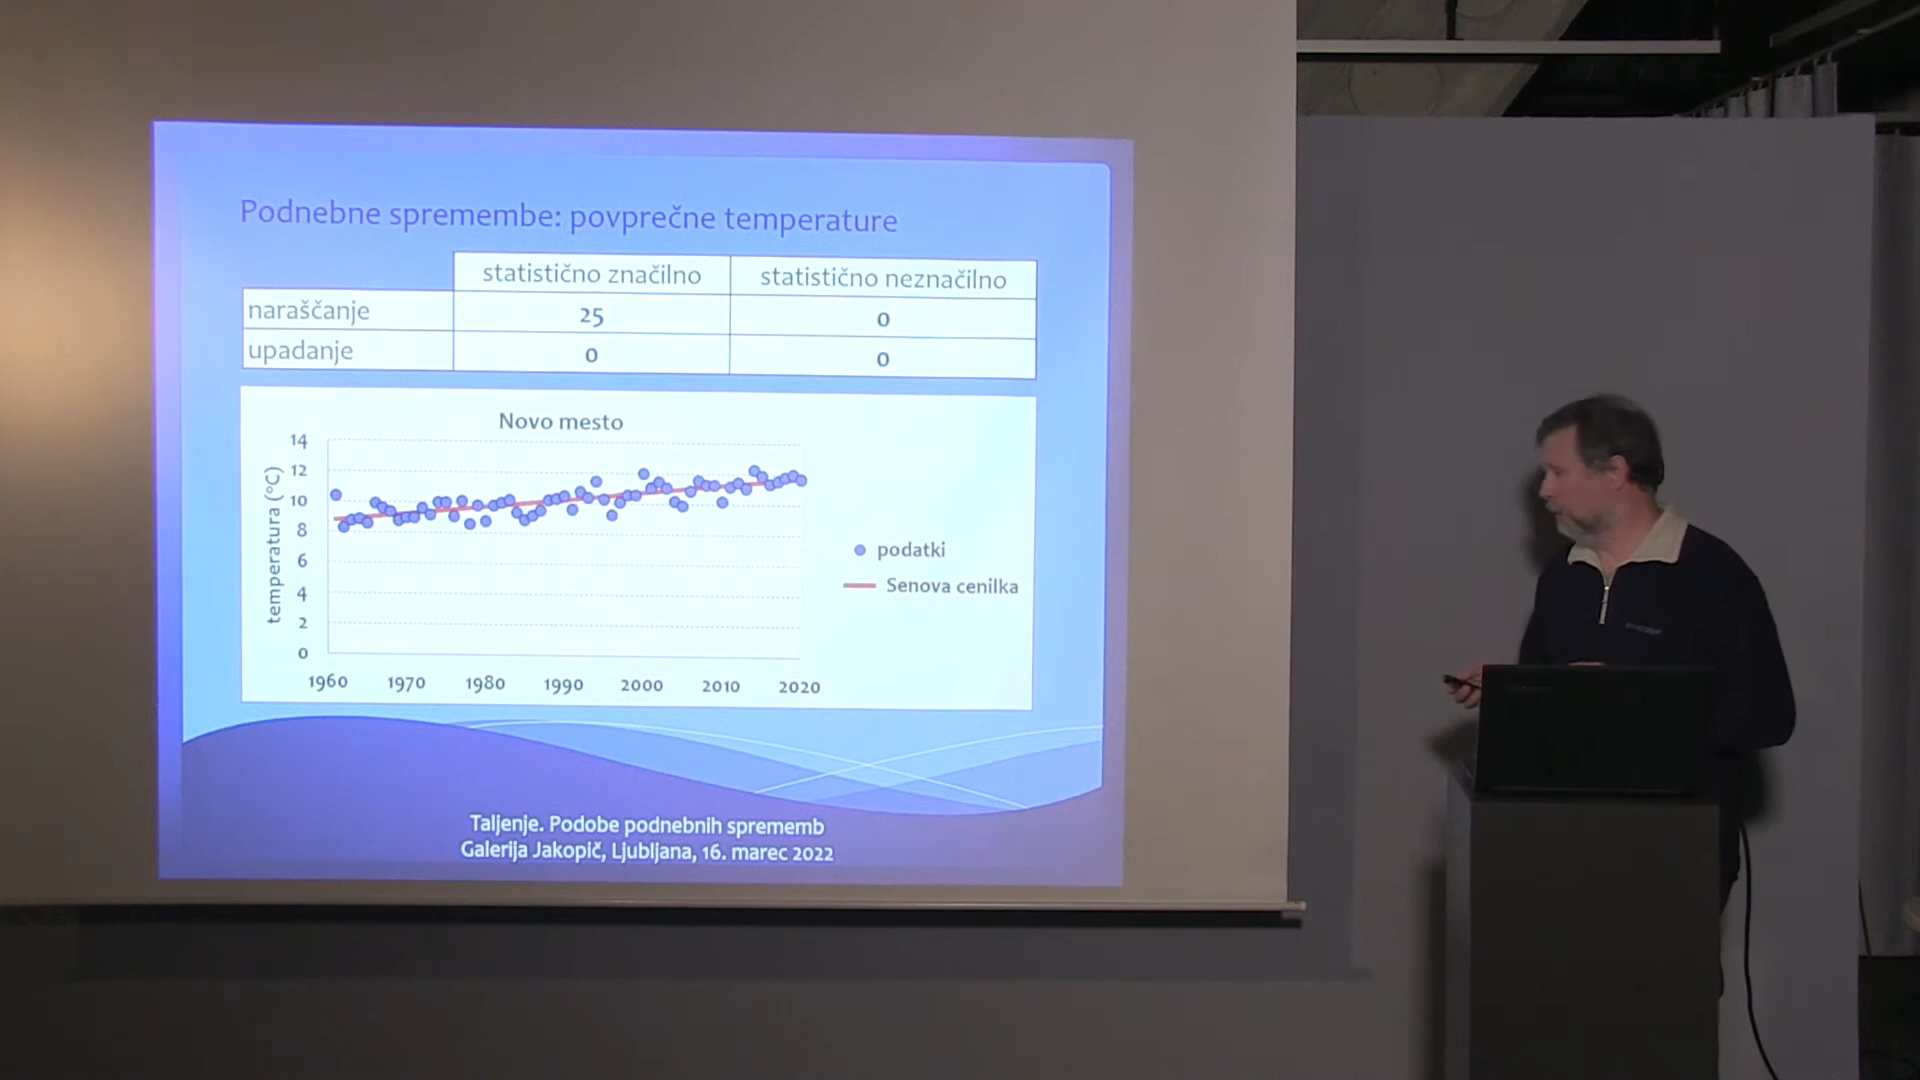 Podnebne spremembe: povprečne temperature
statistično značilno statistično neznačilno
naraščanje 25 0
upadanje 0 0
Novo mesto
temperatura (°C)
14
12
10
8
6
4
2
0
1960 1970 1980 1990 2000 2010 2020
podatki
Senova cenilka
Taljenje. Podobe podnebnih sprememb
Galerija Jakopič, Ljubljana, 16. marec 2022